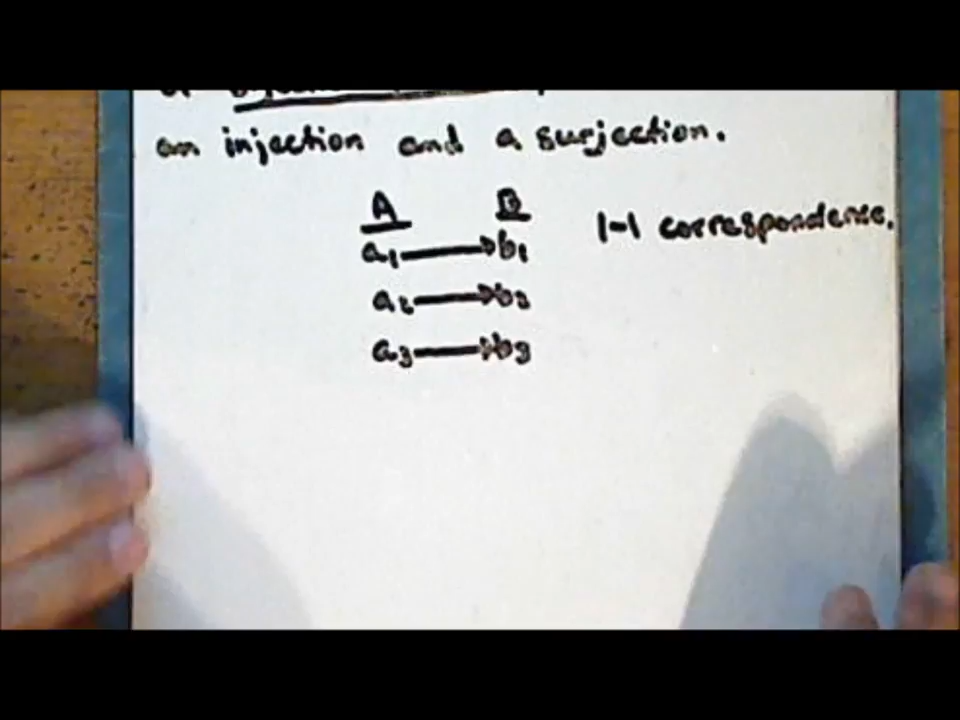 an injection and a surjection.
A B
a1 → b1 1-1 correspondence.
a2 → b2
a3 → b3